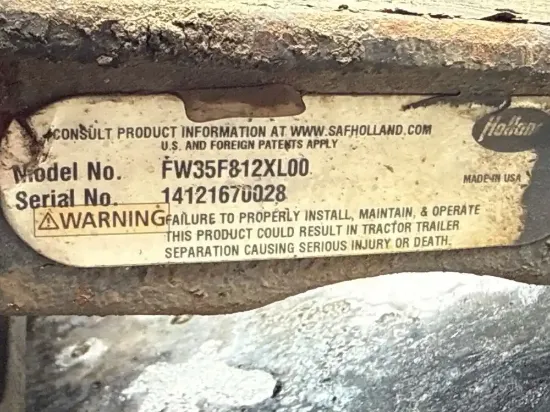 CONSULT PRODUCT INFORMATION AT WWW.SAFHOLLAND.COM
U.S. AND FOREIGN PATENTS APPLY
Holland
Model No. FW35F812XL00
MADE IN USA
Serial No. 14121670028
⚠WARNING FAILURE TO PROPERLY INSTALL, MAINTAIN, & OPERATE
THIS PRODUCT COULD RESULT IN TRACTOR TRAILER
SEPARATION CAUSING SERIOUS INJURY OR DEATH.